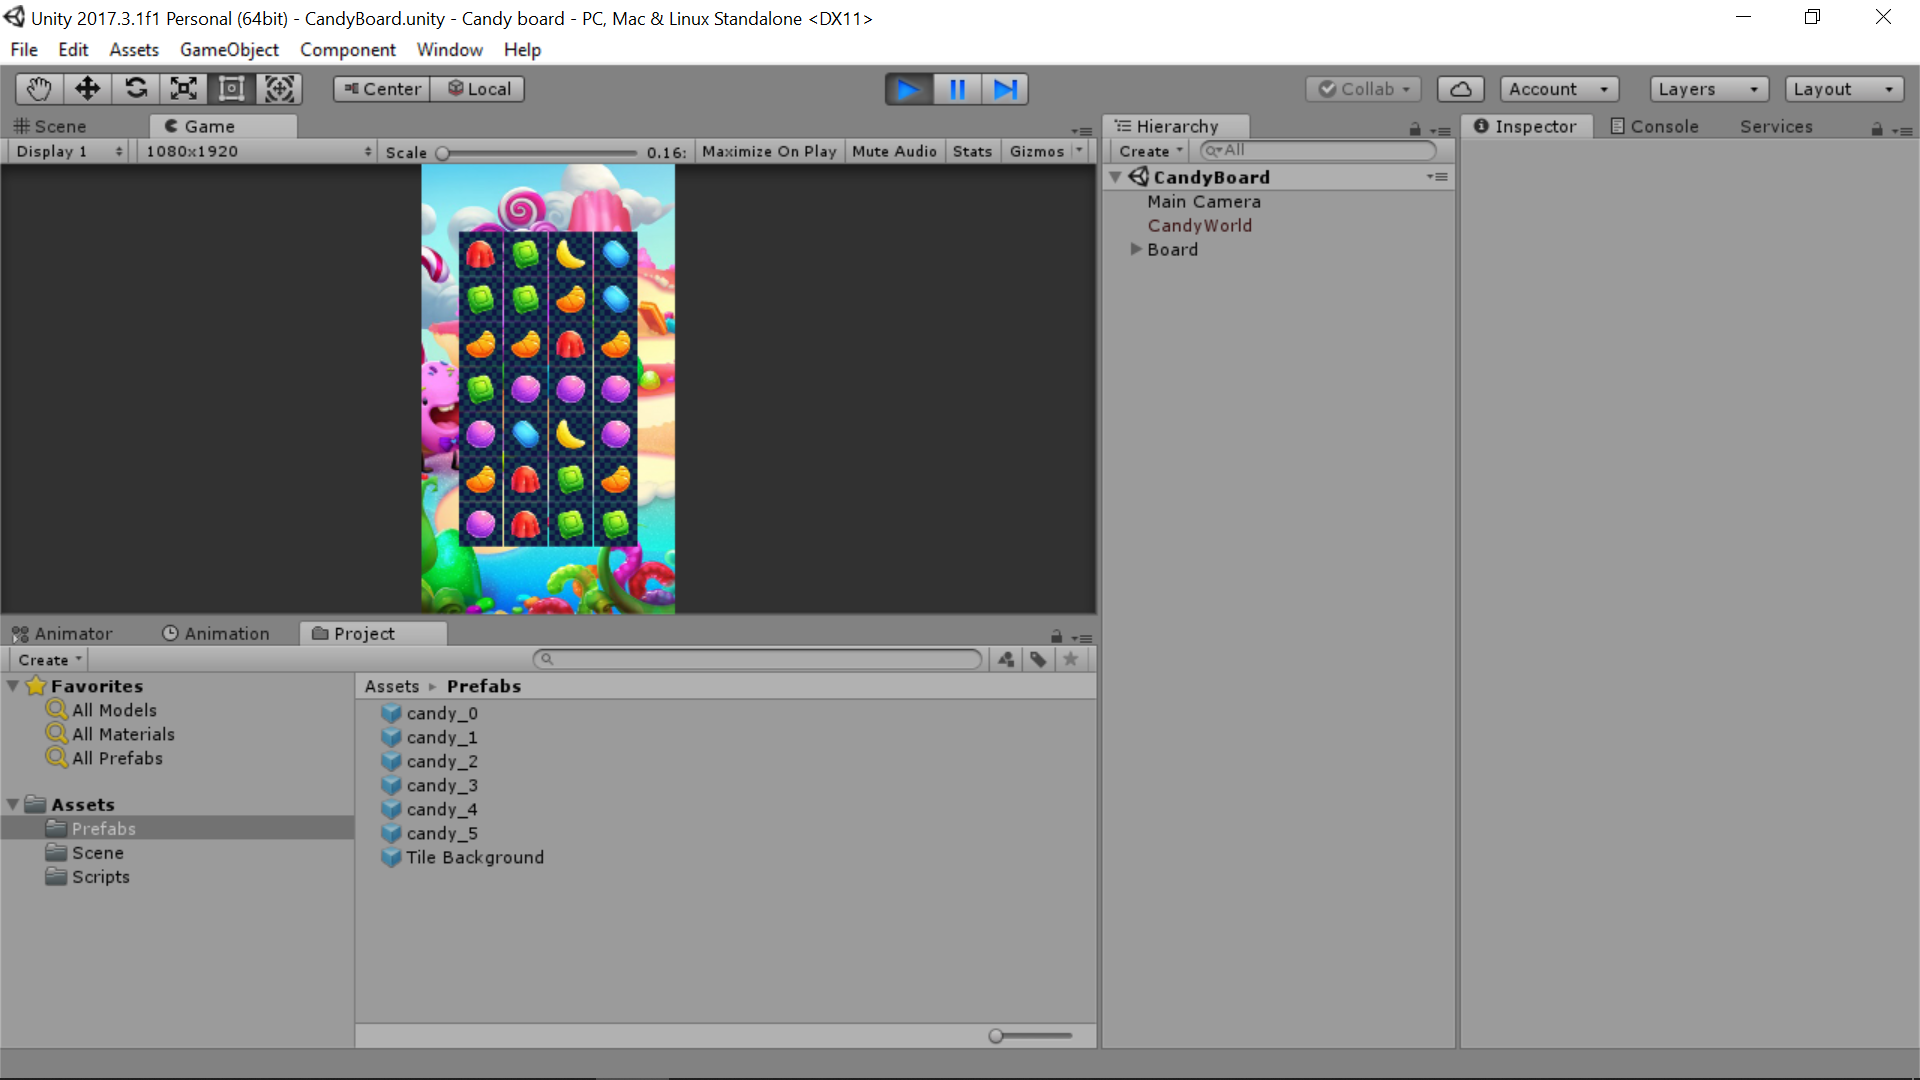 Unity 2017.3.1f1 Personal (64bit) - CandyBoard.unity - Candy board - PC, Mac & Linux Standalone <DX11>
File Edit Assets GameObject Component Window Help
Center Local Collab Account Layers Layout
Scene Game
Display 1 1080x1920 Scale 0.16: Maximize On Play Mute Audio Stats Gizmos
Hierarchy
Create All
CandyBoard
Main Camera
CandyWorld
Board
Inspector Console Services
Animator Animation Project
Create
Favorites
All Models
All Materials
All Prefabs
Assets
Prefabs
Scene
Scripts
Assets Prefabs
candy_0
candy_1
candy_2
candy_3
candy_4
candy_5
Tile Background